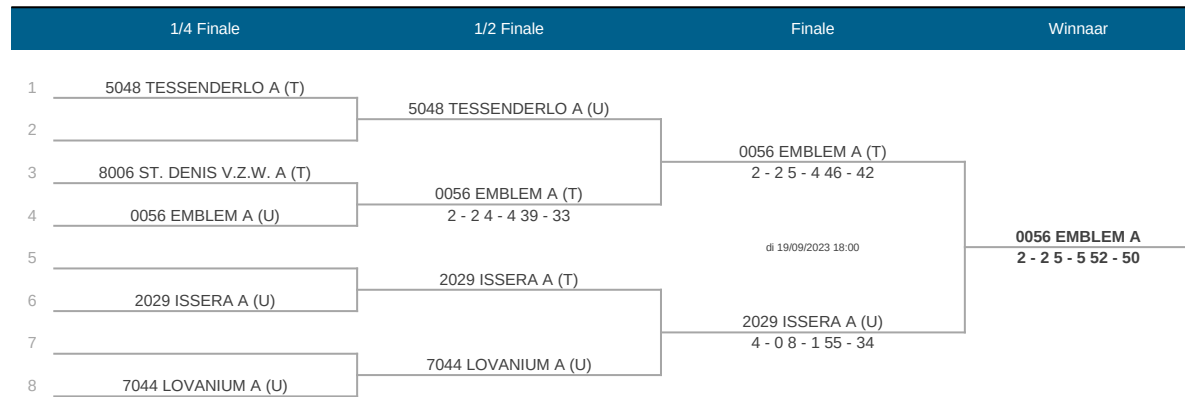 1/4 Finale 1/2 Finale Finale Winnaar
1 5048 TESSENDERLO A (T)
5048 TESSENDERLO A (U)
2
0056 EMBLEM A (T)
3 8006 ST. DENIS V.Z.W. A (T) 2 - 2 5 - 4 46 - 42
0056 EMBLEM A (T)
4 0056 EMBLEM A (U) 2 - 2 4 - 4 39 - 33
0056 EMBLEM A
di 19/09/2023 18:00
5 2 - 2 5 - 5 52 - 50
2029 ISSERA A (T)
6 2029 ISSERA A (U)
2029 ISSERA A (U)
7 4 - 0 8 - 1 55 - 34
7044 LOVANIUM A (U)
8 7044 LOVANIUM A (U)